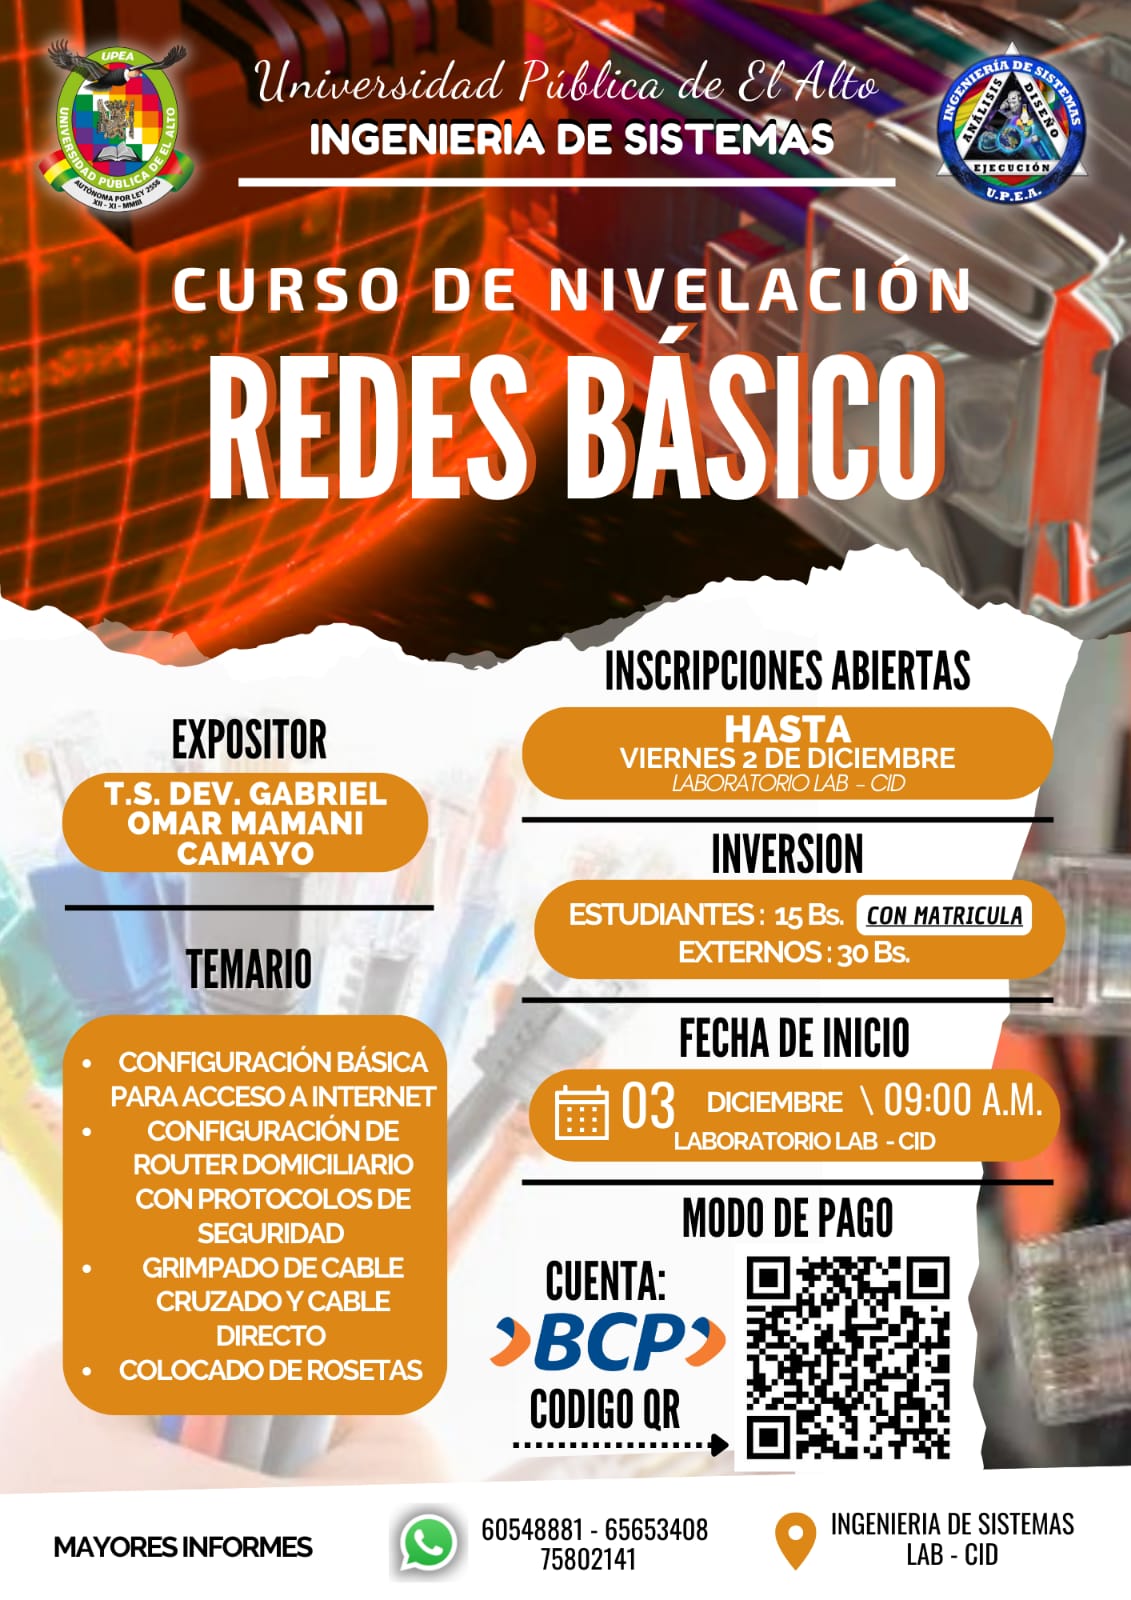 UPEA
UNIVERSIDAD PÚBLICA DE EL ALTO
AUTÓNOMA POR LEY 2556
XII - XI - MMIII
Universidad Pública de El Alto
INGENIERIA DE SISTEMAS
INGENIERÍA DE SISTEMAS
ANÁLISIS
DISEÑO
EJECUCIÓN
U.P.E.A.
CURSO DE NIVELACIÓN
REDES BÁSICO
EXPOSITOR
T.S. DEV. GABRIEL
OMAR MAMANI
CAMAYO
TEMARIO
• CONFIGURACIÓN BÁSICA
PARA ACCESO A INTERNET
• CONFIGURACIÓN DE
ROUTER DOMICILIARIO
CON PROTOCOLOS DE
SEGURIDAD
• GRIMPADO DE CABLE
CRUZADO Y CABLE
DIRECTO
• COLOCADO DE ROSETAS
INSCRIPCIONES ABIERTAS
HASTA
VIERNES 2 DE DICIEMBRE
LABORATORIO LAB - CID
INVERSION
ESTUDIANTES : 15 Bs. CON MATRICULA
EXTERNOS : 30 Bs.
FECHA DE INICIO
03 DICIEMBRE \ 09:00 A.M.
LABORATORIO LAB - CID
MODO DE PAGO
CUENTA:
BCP
CODIGO QR
MAYORES INFORMES
60548881 - 65653408
75802141
INGENIERIA DE SISTEMAS
LAB - CID